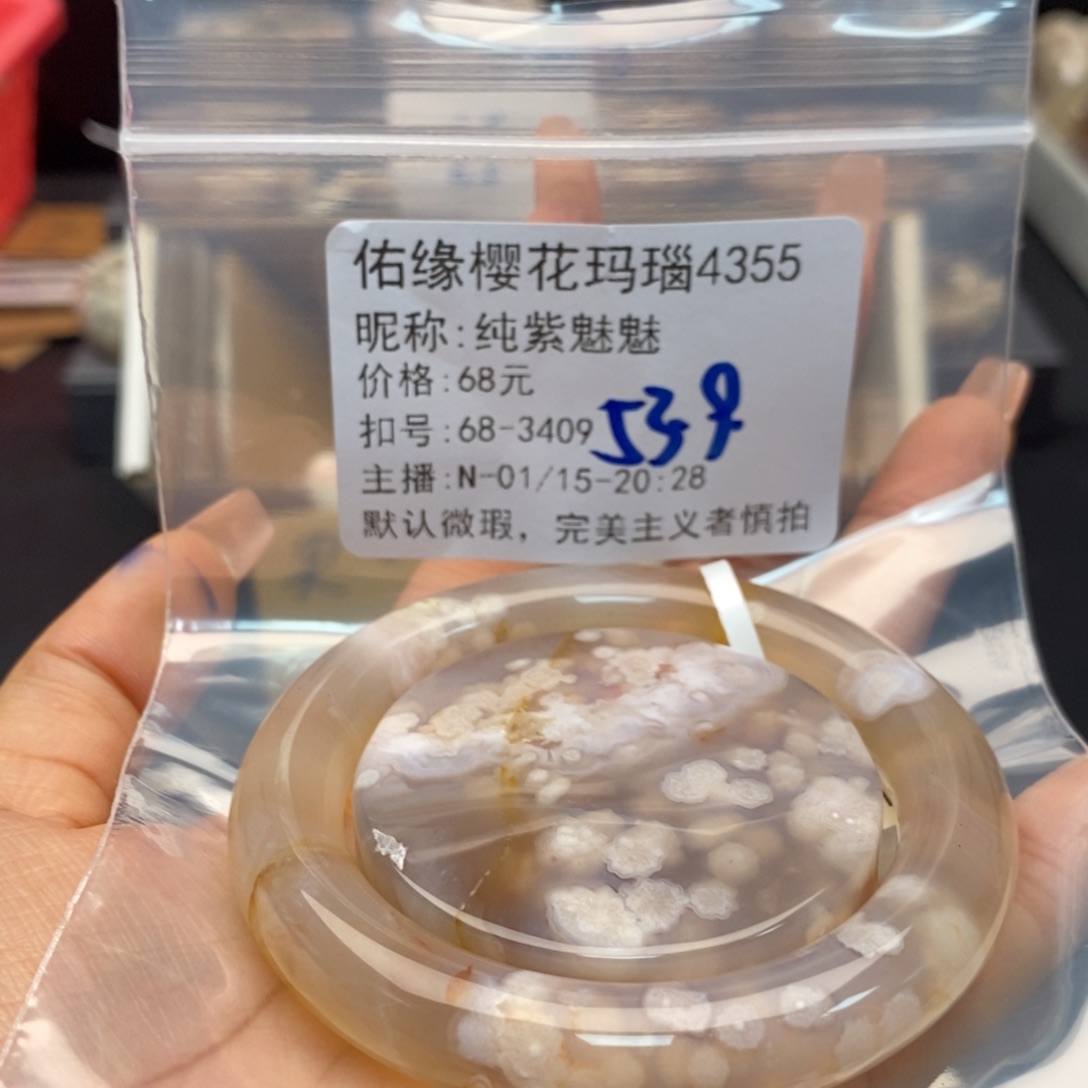 佑缘樱花玛瑙4355
昵称:纯紫魅魅
价格:68元
扣号:68-3409
539
主播:N-01/15-20:28
默认微瑕，完美主义者慎拍